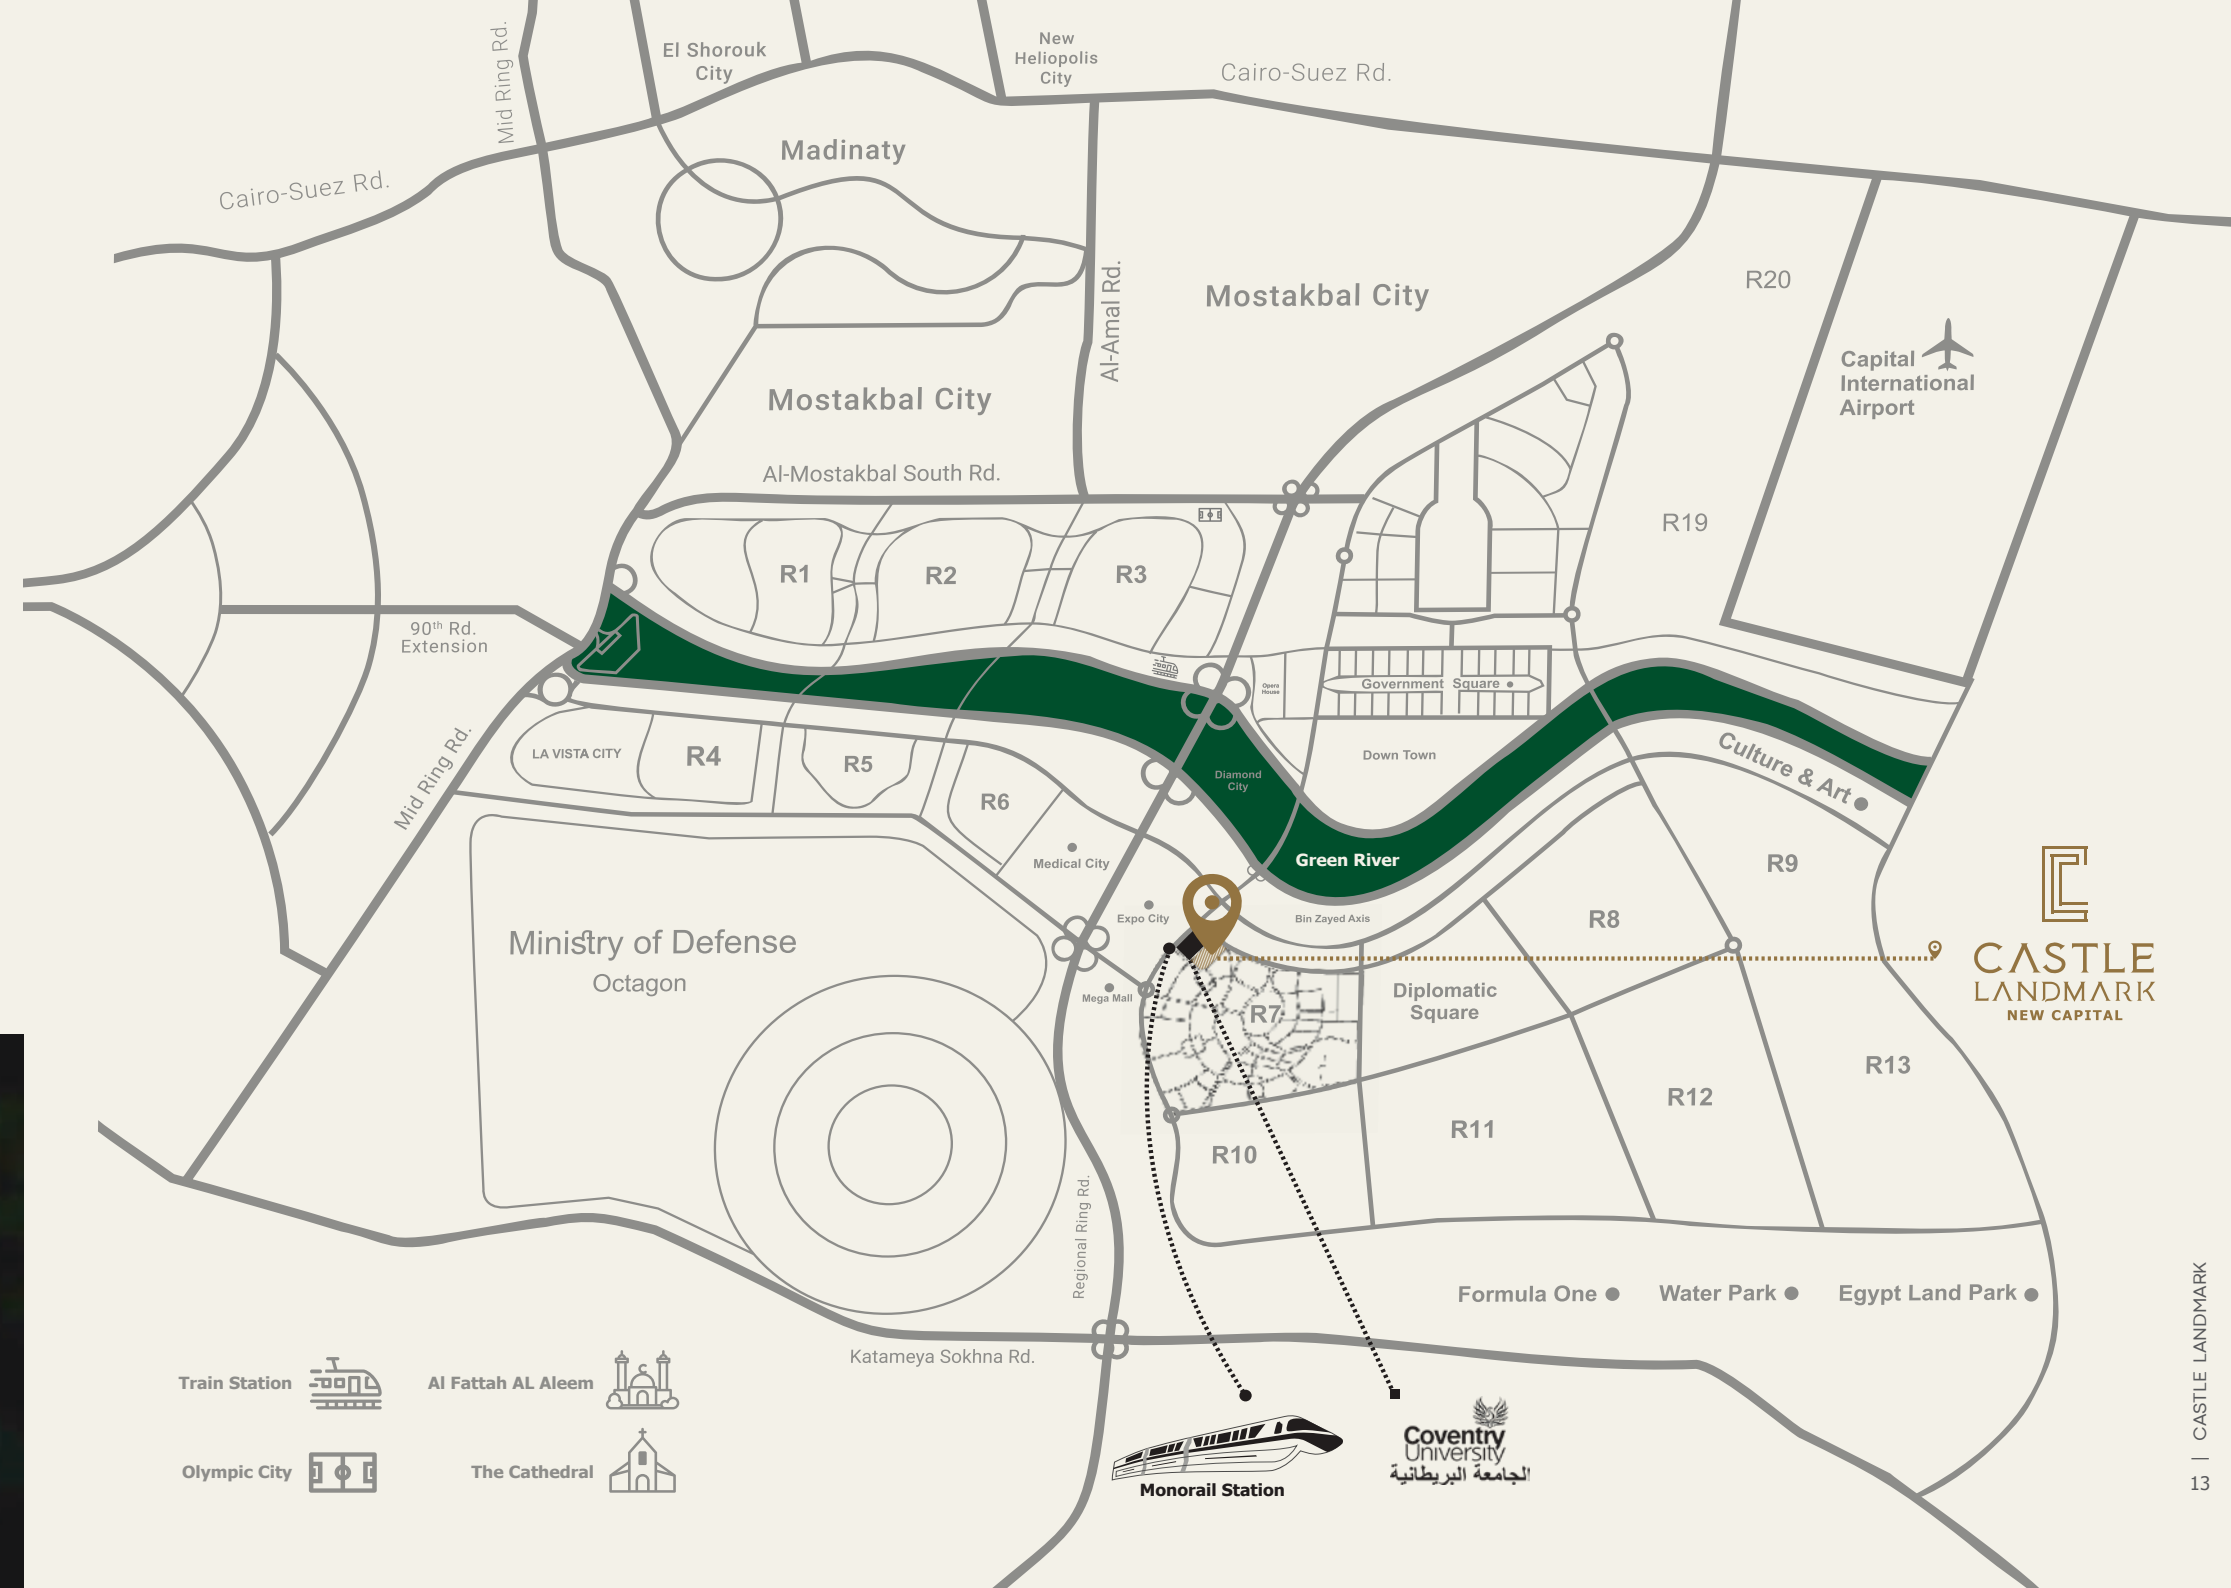 Mid Ring Rd.
El Shorouk
City
New
Heliopolis
City
Cairo-Suez Rd.
Madinaty
Cairo-Suez Rd.
Al-Amal Rd.
Mostakbal City
R20
Capital
International
Airport
Mostakbal City
Al-Mostakbal South Rd.
R19
R1
R2
R3
90th Rd.
Extension
Opera
House
Government Square
LA VISTA CITY
R4
R5
Down Town
Culture & Art
Mid Ring Rd.
Diamond
City
R6
Medical City
Green River
R9
Expo City
Bin Zayed Axis
R8
Ministry of Defense
Octagon
CASTLE
LANDMARK
NEW CAPITAL
Mega Mall
R7
Diplomatic
Square
R13
R12
R11
R10
Regional Ring Rd.
Formula One
Water Park
Egypt Land Park
Katameya Sokhna Rd.
Train Station
Al Fattah AL Aleem
Olympic City
The Cathedral
Monorail Station
Coventry
University
الجامعة البريطانية
13 | CASTLE LANDMARK